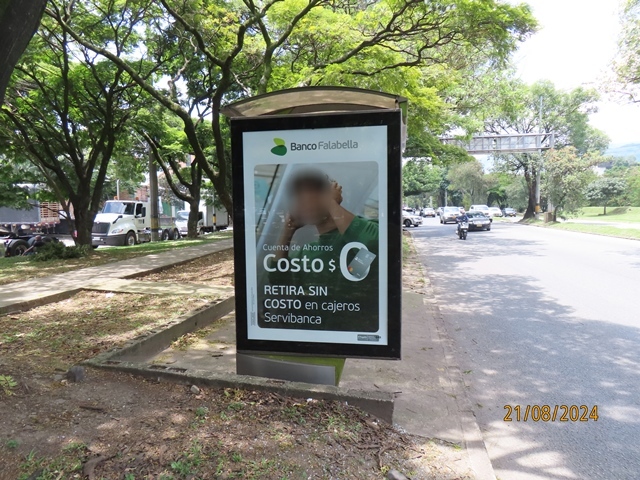 Banco Falabella
Cuenta de Ahorros
Costo $0
RETIRA SIN
COSTO en cajeros
Servibanca
21/08/2024